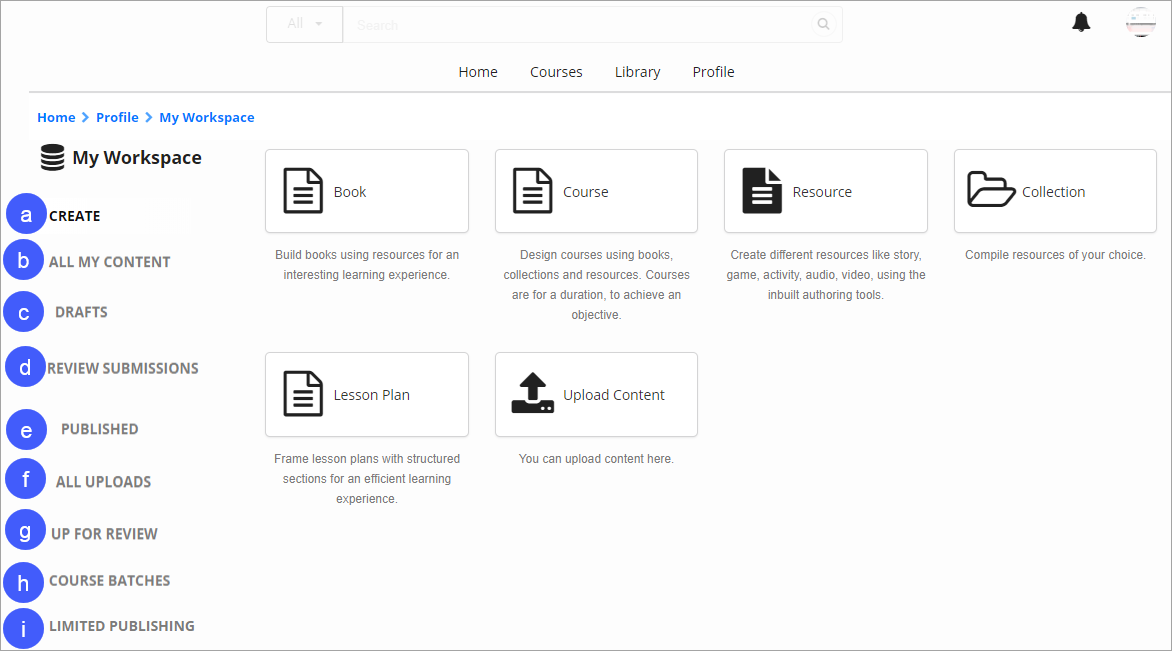 All
Search
Home Courses Library Profile
Home Profile My Workspace
My Workspace
a CREATE
b ALL MY CONTENT
c DRAFTS
d REVIEW SUBMISSIONS
e PUBLISHED
f ALL UPLOADS
g UP FOR REVIEW
h COURSE BATCHES
i LIMITED PUBLISHING
Book
Build books using resources for an
interesting learning experience.
Course
Design courses using books,
collections and resources. Courses
are for a duration, to achieve an
objective.
Resource
Create different resources like story,
game, activity, audio, video, using the
inbuilt authoring tools.
Collection
Compile resources of your choice.
Lesson Plan
Frame lesson plans with structured
sections for an efficient learning
experience.
Upload Content
You can upload content here.